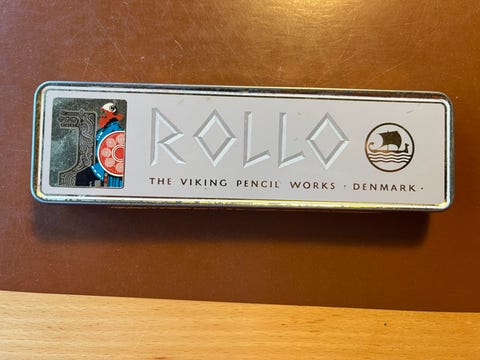 ROLLO
THE VIKING PENCIL WORKS · DENMARK ·